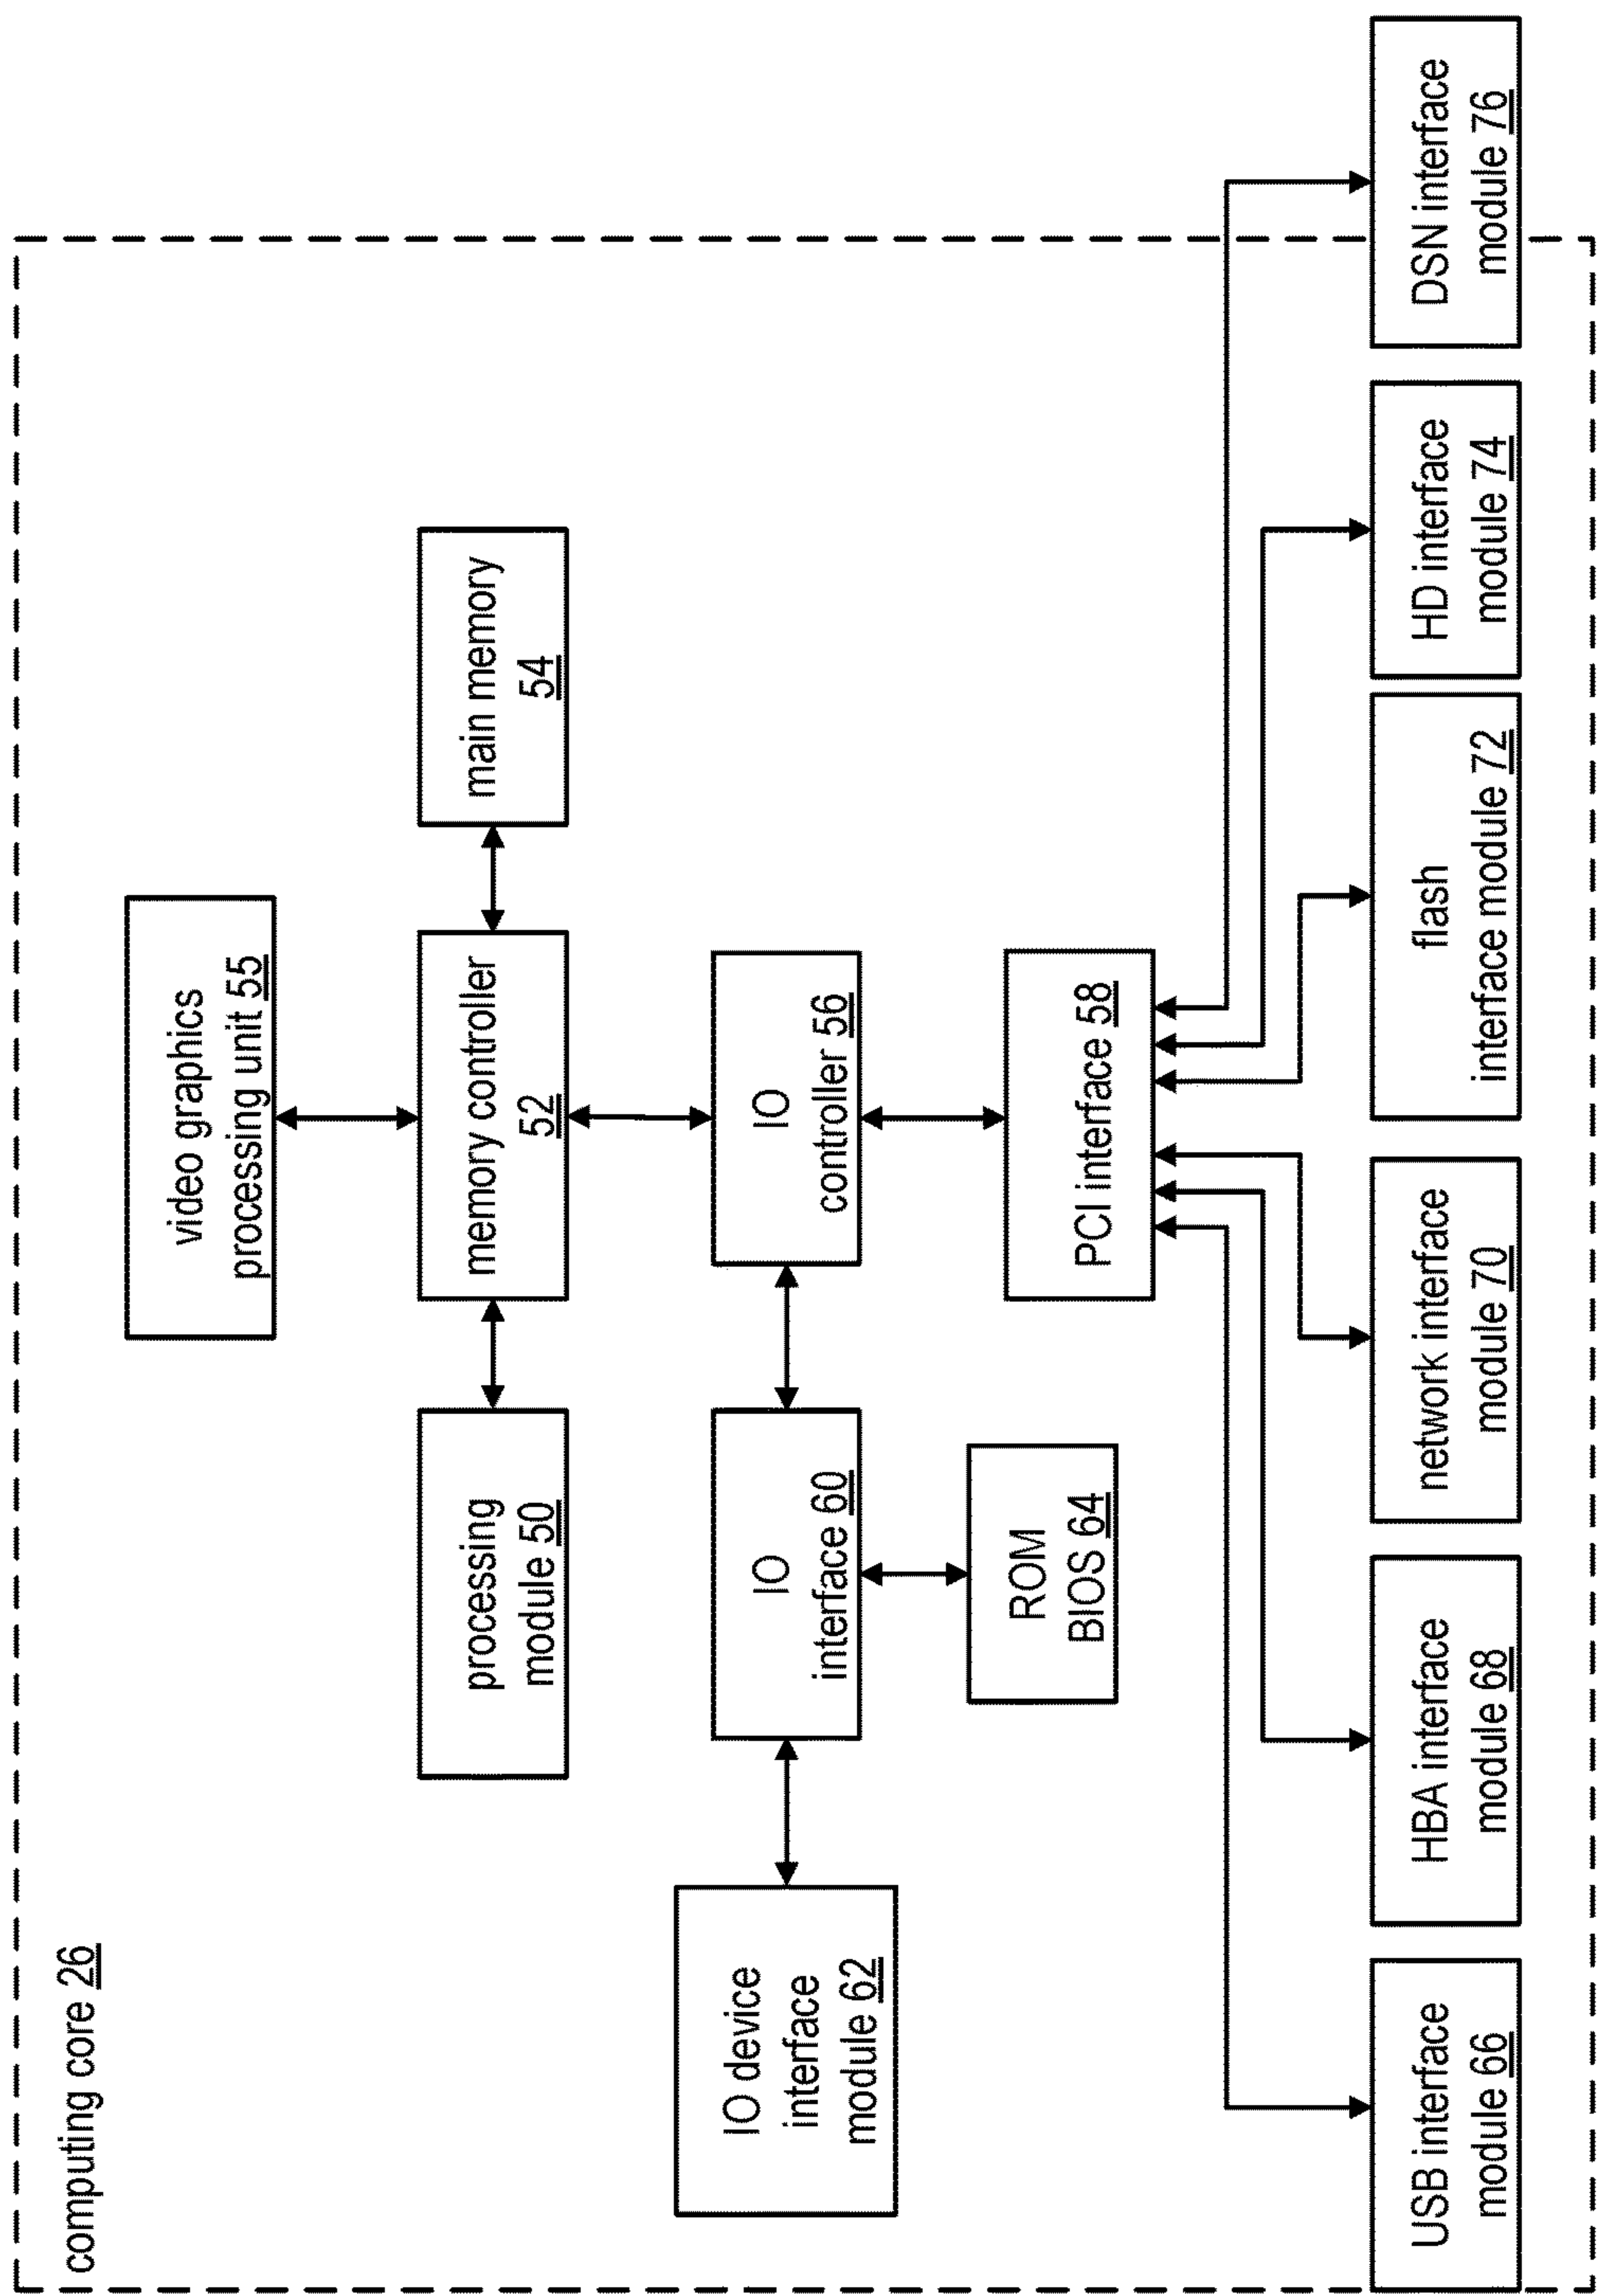 computing core 26
video graphics
processing unit 55
processing
module 50
memory controller
52
main memory
54
IO device
interface
module 62
IO
interface 60
IO
controller 56
ROM
BIOS 64
PCI interface 58
USB interface
module 66
HBA interface
module 68
network interface
module 70
flash
interface module 72
HD interface
module 74
DSN interface
module 76